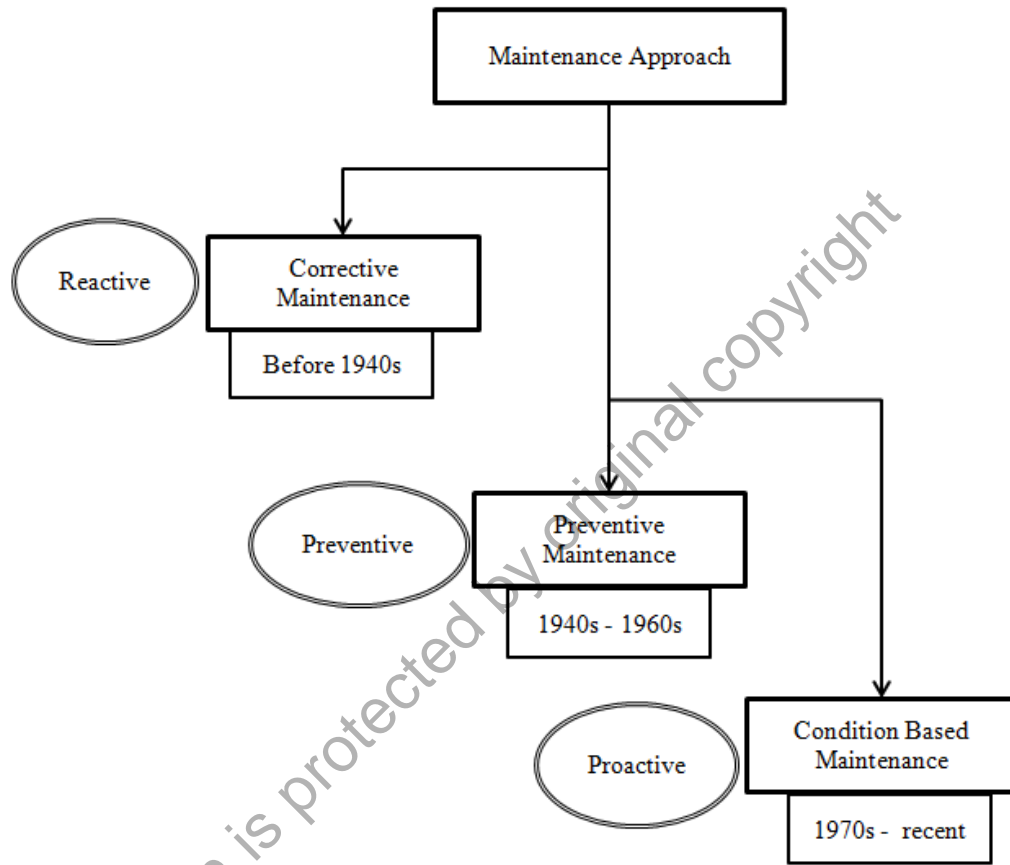 Maintenance Approach
Reactive
Corrective
Maintenance
Before 1940s
Preventive
Preventive
Maintenance
1940s - 1960s
Proactive
Condition Based
Maintenance
1970s - recent
is protected by original copyright